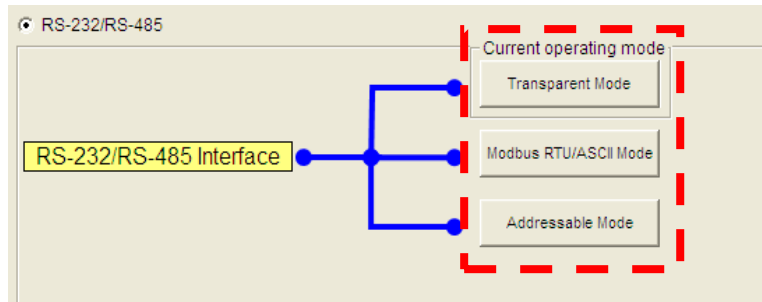 RS-232/RS-485
Current operating mode
Transparent Mode
RS-232/RS-485 Interface
Modbus RTU/ASCII Mode
Addressable Mode